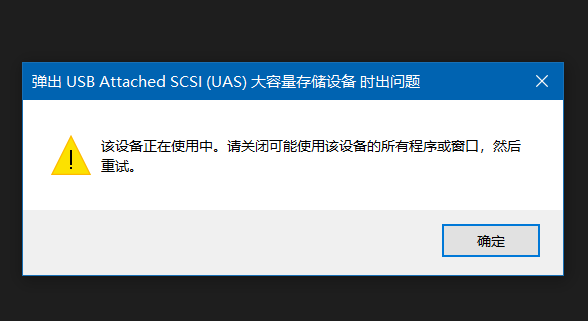 弹出 USB Attached SCSI (UAS) 大容量存储设备 时出问题
该设备正在使用中。请关闭可能使用该设备的所有程序或窗口，然后
重试。
确定